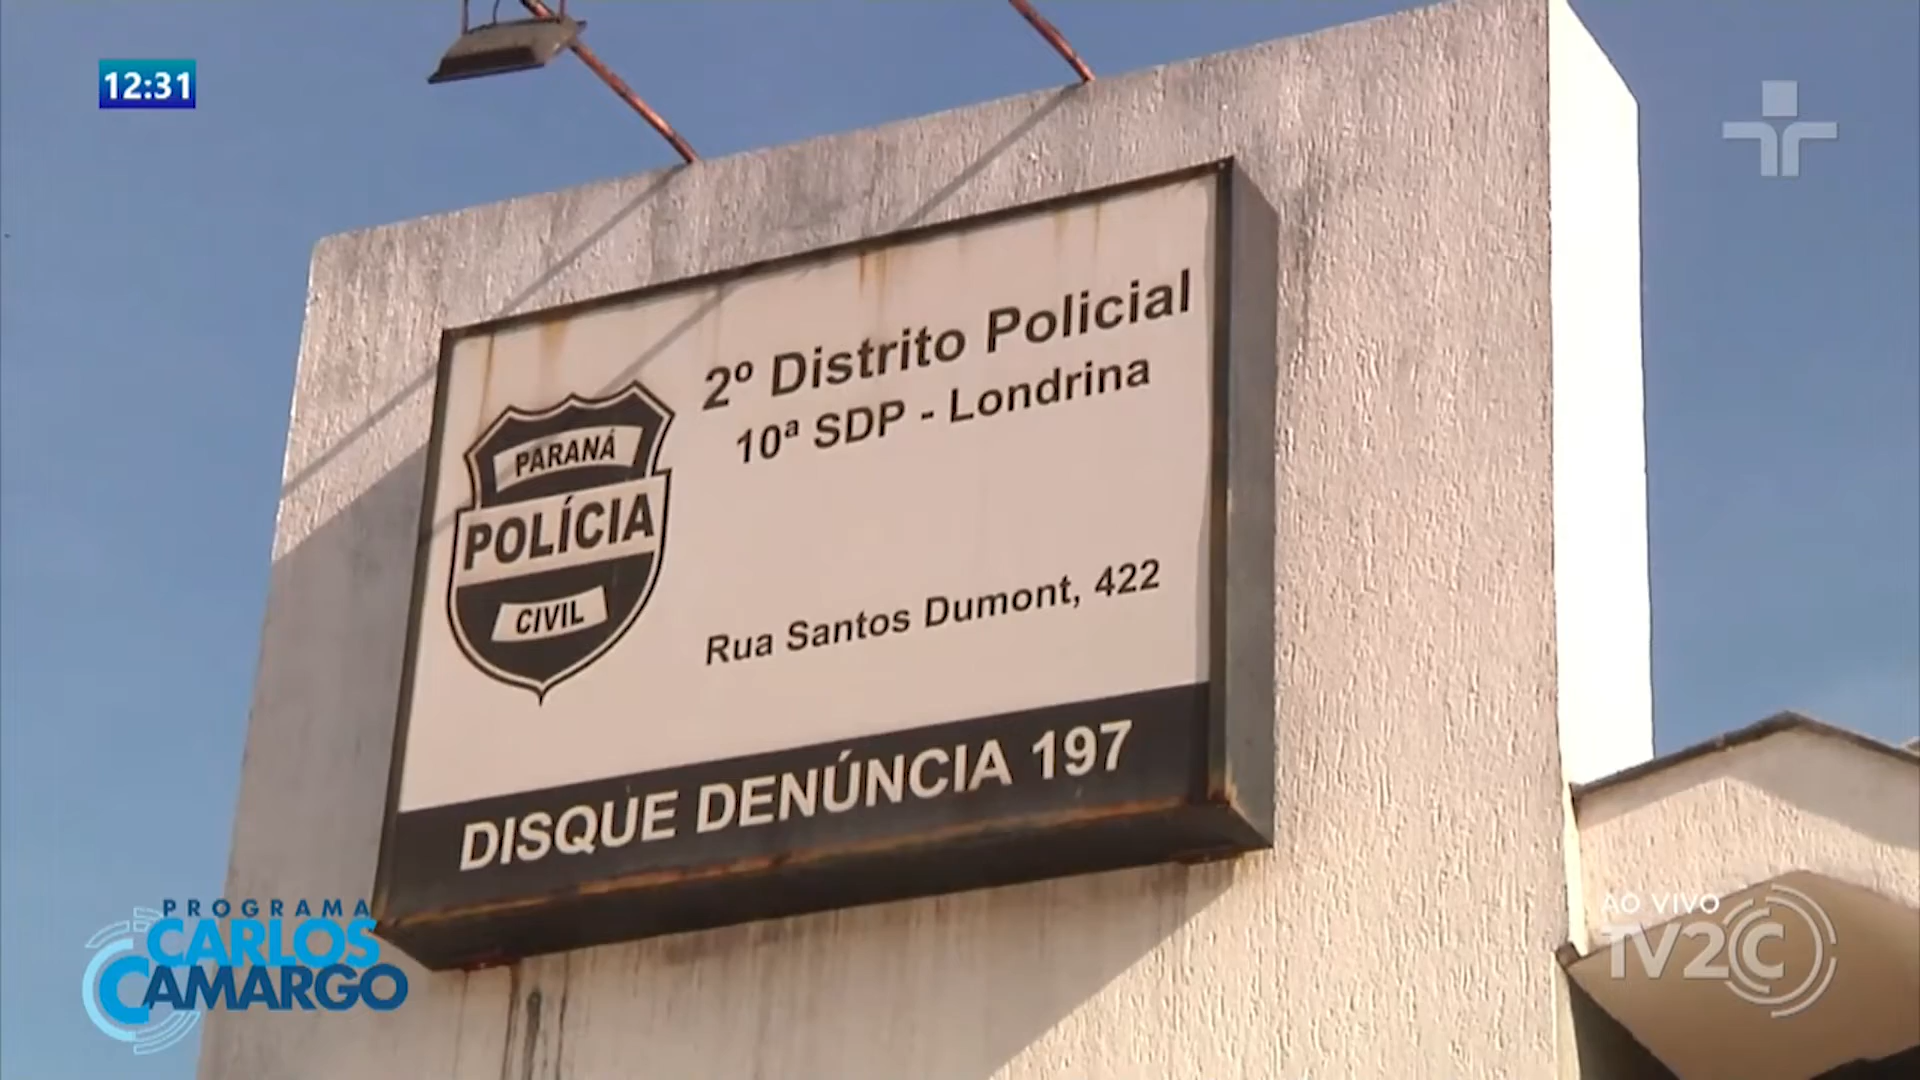 12:31
2º Distrito Policial
10ª SDP - Londrina
PARANÁ
POLÍCIA
CIVIL
Rua Santos Dumont, 422
DISQUE DENÚNCIA 197
PROGRAMA
CARLOS
CAMARGO
AO VIVO
TV2C